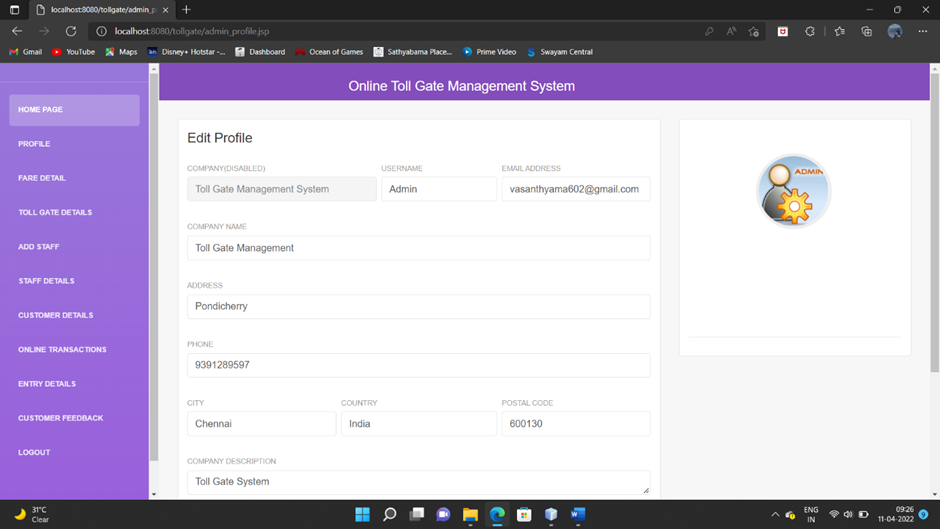 localhost:8080/tollgate/admin_p
localhost:8080/tollgate/admin_profile.jsp
Gmail YouTube Maps Disney+ Hotstar -... Dashboard Ocean of Games Sathyabama Place... Prime Video Swayam Central
Online Toll Gate Management System
HOME PAGE
PROFILE
FARE DETAIL
TOLL GATE DETAILS
ADD STAFF
STAFF DETAILS
CUSTOMER DETAILS
ONLINE TRANSACTIONS
ENTRY DETAILS
CUSTOMER FEEDBACK
LOGOUT
Edit Profile
COMPANY(DISABLED) USERNAME EMAIL ADDRESS
Toll Gate Management System Admin vasanthyama602@gmail.com
COMPANY NAME
Toll Gate Management
ADDRESS
Pondicherry
PHONE
9391289597
CITY COUNTRY POSTAL CODE
Chennai India 600130
COMPANY DESCRIPTION
Toll Gate System
ADMIN
31°C
Clear
ENG
IN
09:26
11-04-2022